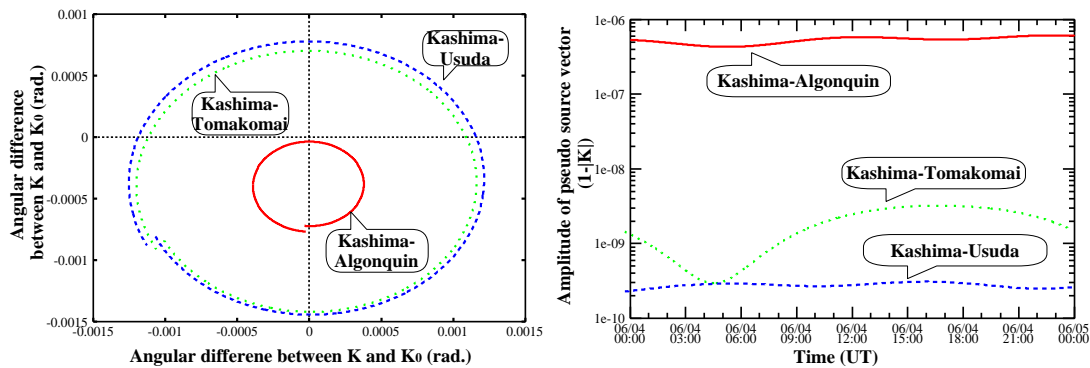 0.001
0.0005
0
-0.0005
-0.001
-0.0015
-0.0015
-0.001
-0.0005
0
0.0005
0.001
0.0015
Angular difference
between K and K0 (rad.)
Angular differene between K and K0 (rad.)
Kashima-
Usuda
Kashima-
Tomakomai
Kashima-
Algonquin
1e-06
1e-07
1e-08
1e-09
1e-10
Amplitude of pseudo source vector
(1-|K|)
Kashima-Algonquin
Kashima-Tomakomai
Kashima-Usuda
06/04 06/04 06/04 06/04 06/04 06/04 06/04 06/04 06/05
00:00 03:00 06:00 09:00 12:00 15:00 18:00 21:00 00:00
Time (UT)